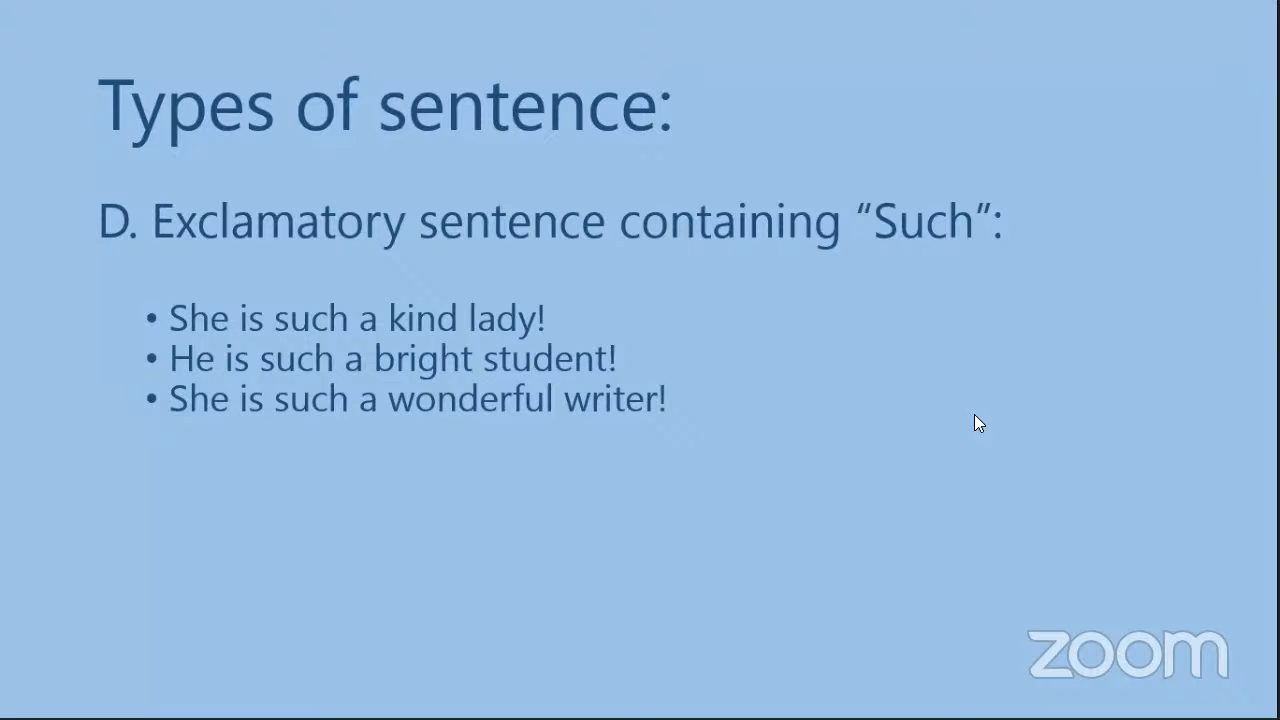 Types of sentence:
D. Exclamatory sentence containing “Such”:
• She is such a kind lady!
• He is such a bright student!
• She is such a wonderful writer!
zoom